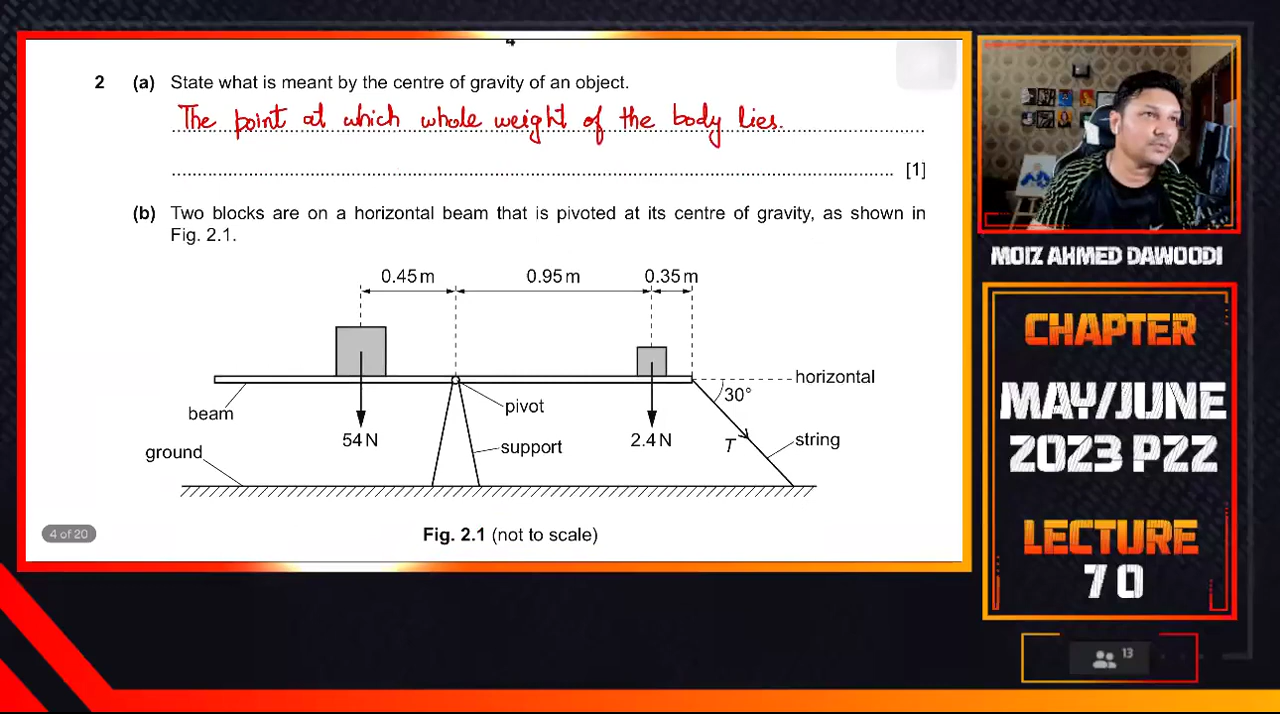 4
2 (a) State what is meant by the centre of gravity of an object.
The point at which whole weight of the body lies.
[1]
(b) Two blocks are on a horizontal beam that is pivoted at its centre of gravity, as shown in
Fig. 2.1.
0.45 m 0.95 m 0.35 m
horizontal
30°
beam
pivot
54 N
2.4 N
T
string
support
ground
Fig. 2.1 (not to scale)
4 of 20
MOIZ AHMED DAWOODI
CHAPTER
MAY/JUNE
2023 P22
LECTURE
70
13